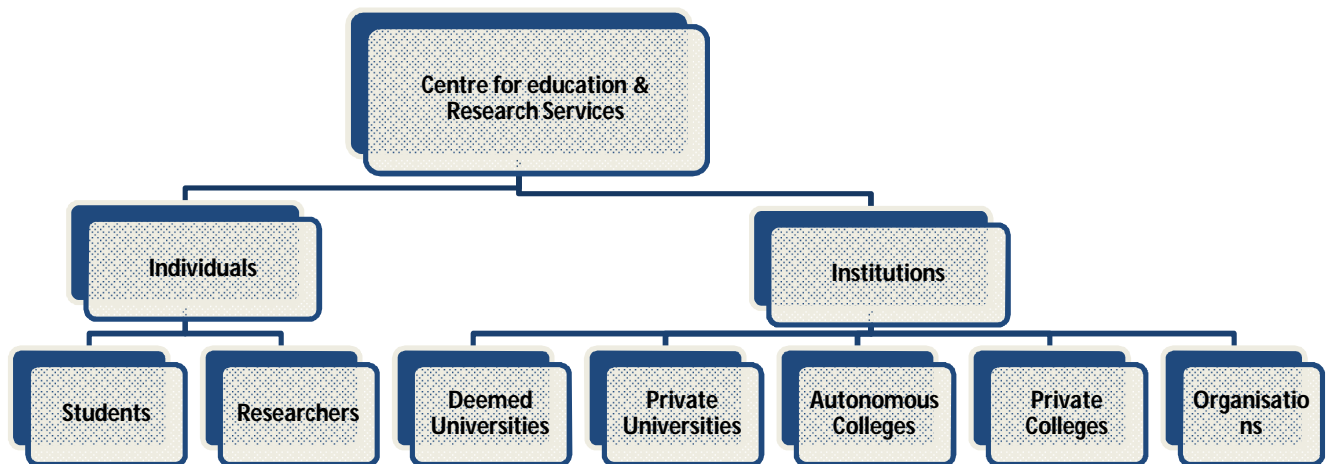 Centre for education &
Research Services
Individuals
Institutions
Students
Researchers
Deemed
Universities
Private
Universities
Autonomous
Colleges
Private
Colleges
Organisatio
ns